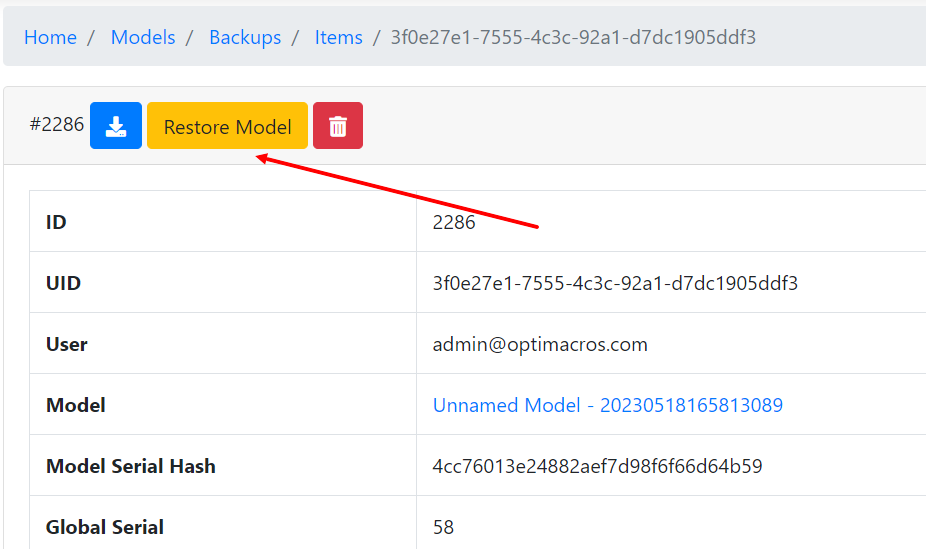 Home / Models / Backups / Items / 3f0e27e1-7555-4c3c-92a1-d7dc1905ddf3
#2286 Restore Model
ID 2286
UID 3f0e27e1-7555-4c3c-92a1-d7dc1905ddf3
User admin@optimacros.com
Model Unnamed Model - 20230518165813089
Model Serial Hash 4cc76013e24882aef7d98f6f66d64b59
Global Serial 58